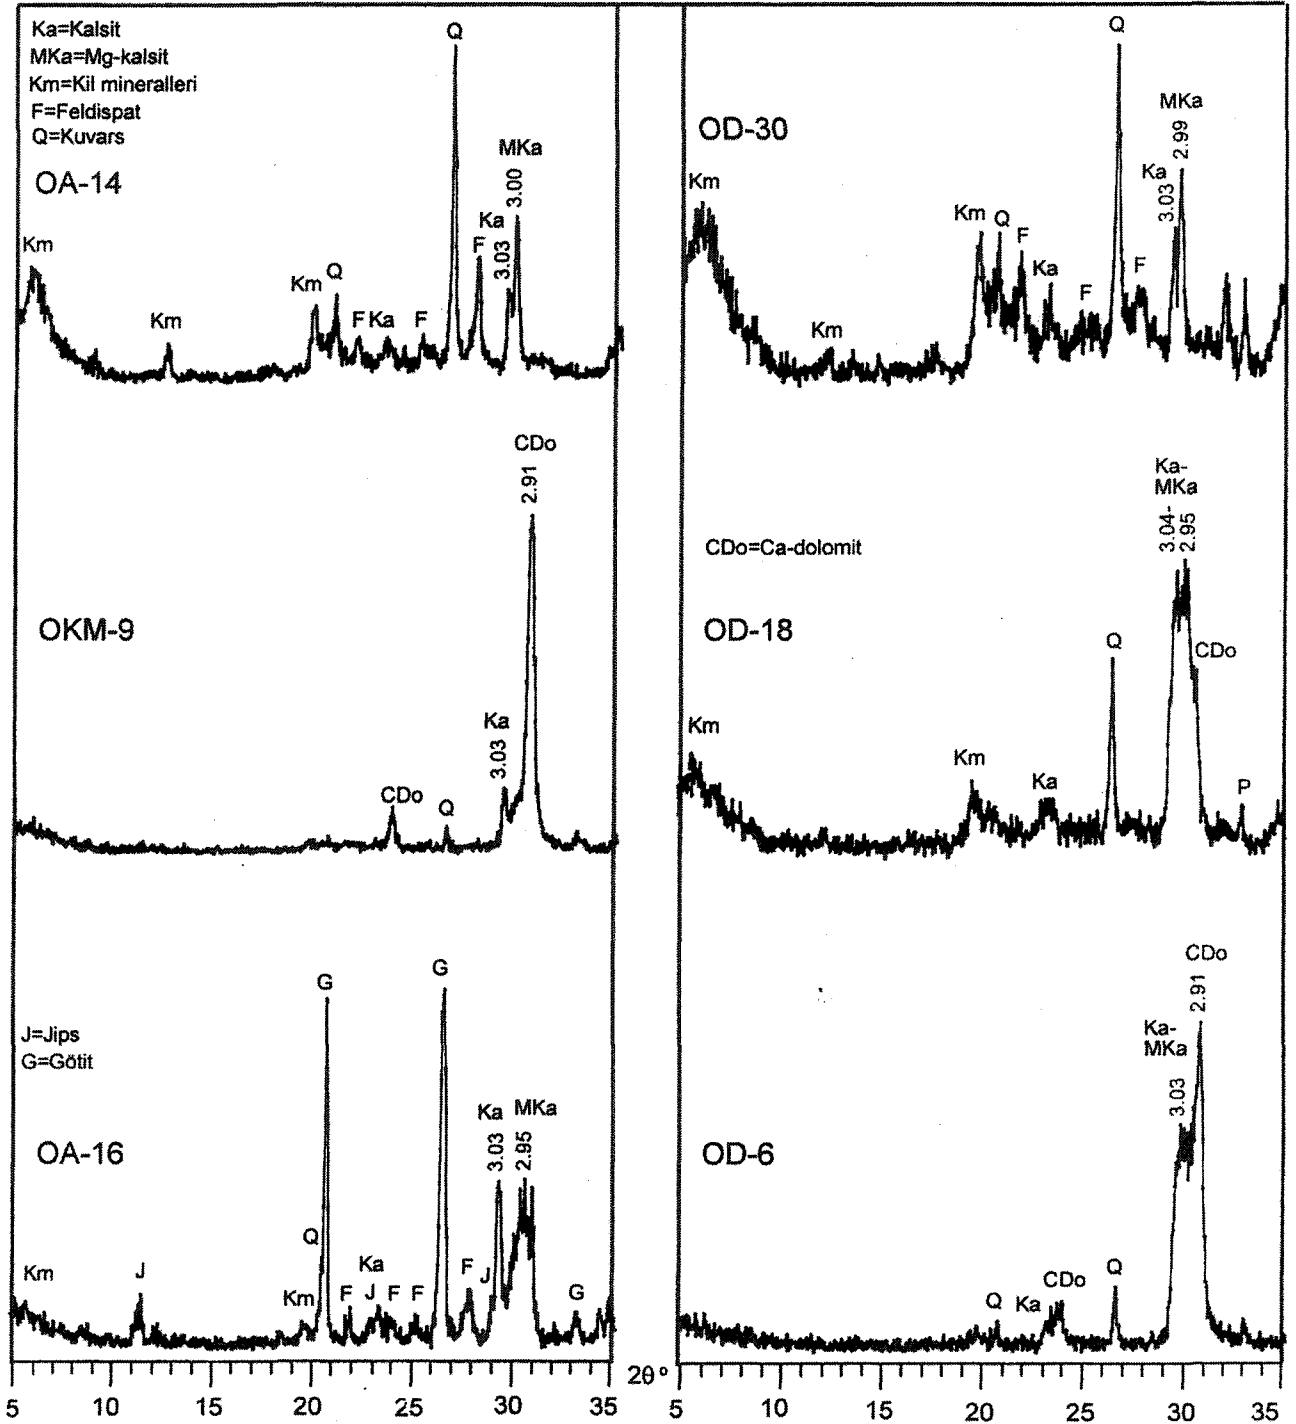 Ka=Kalsit
MKa=Mg-kalsit
Km=Kil mineralleri
F=Feldispat
Q=Kuvars
OA-14
Km
Km
Km
Q
F
Ka
F
Q
F
Ka
3.03
MKa
3.00
OD-30
Km
Km
Km
Q
F
Ka
F
Q
F
Ka
3.03
MKa
2.99
OKM-9
CDo
Q
Ka
3.03
CDo
2.91
CDo=Ca-dolomit
OD-18
Km
Km
Ka
Q
Ka-
MKa
3.04-
2.95
CDo
P
J=Jips
G=Götit
OA-16
Km
J
Km
Q
G
F
Ka
J
F
F
G
F
J
Ka
3.03
MKa
2.95
G
OD-6
Q
Ka
CDo
Q
Ka-
MKa
3.03
CDo
2.91
5 10 15 20 25 30 35
2θ°
5 10 15 20 25 30 35